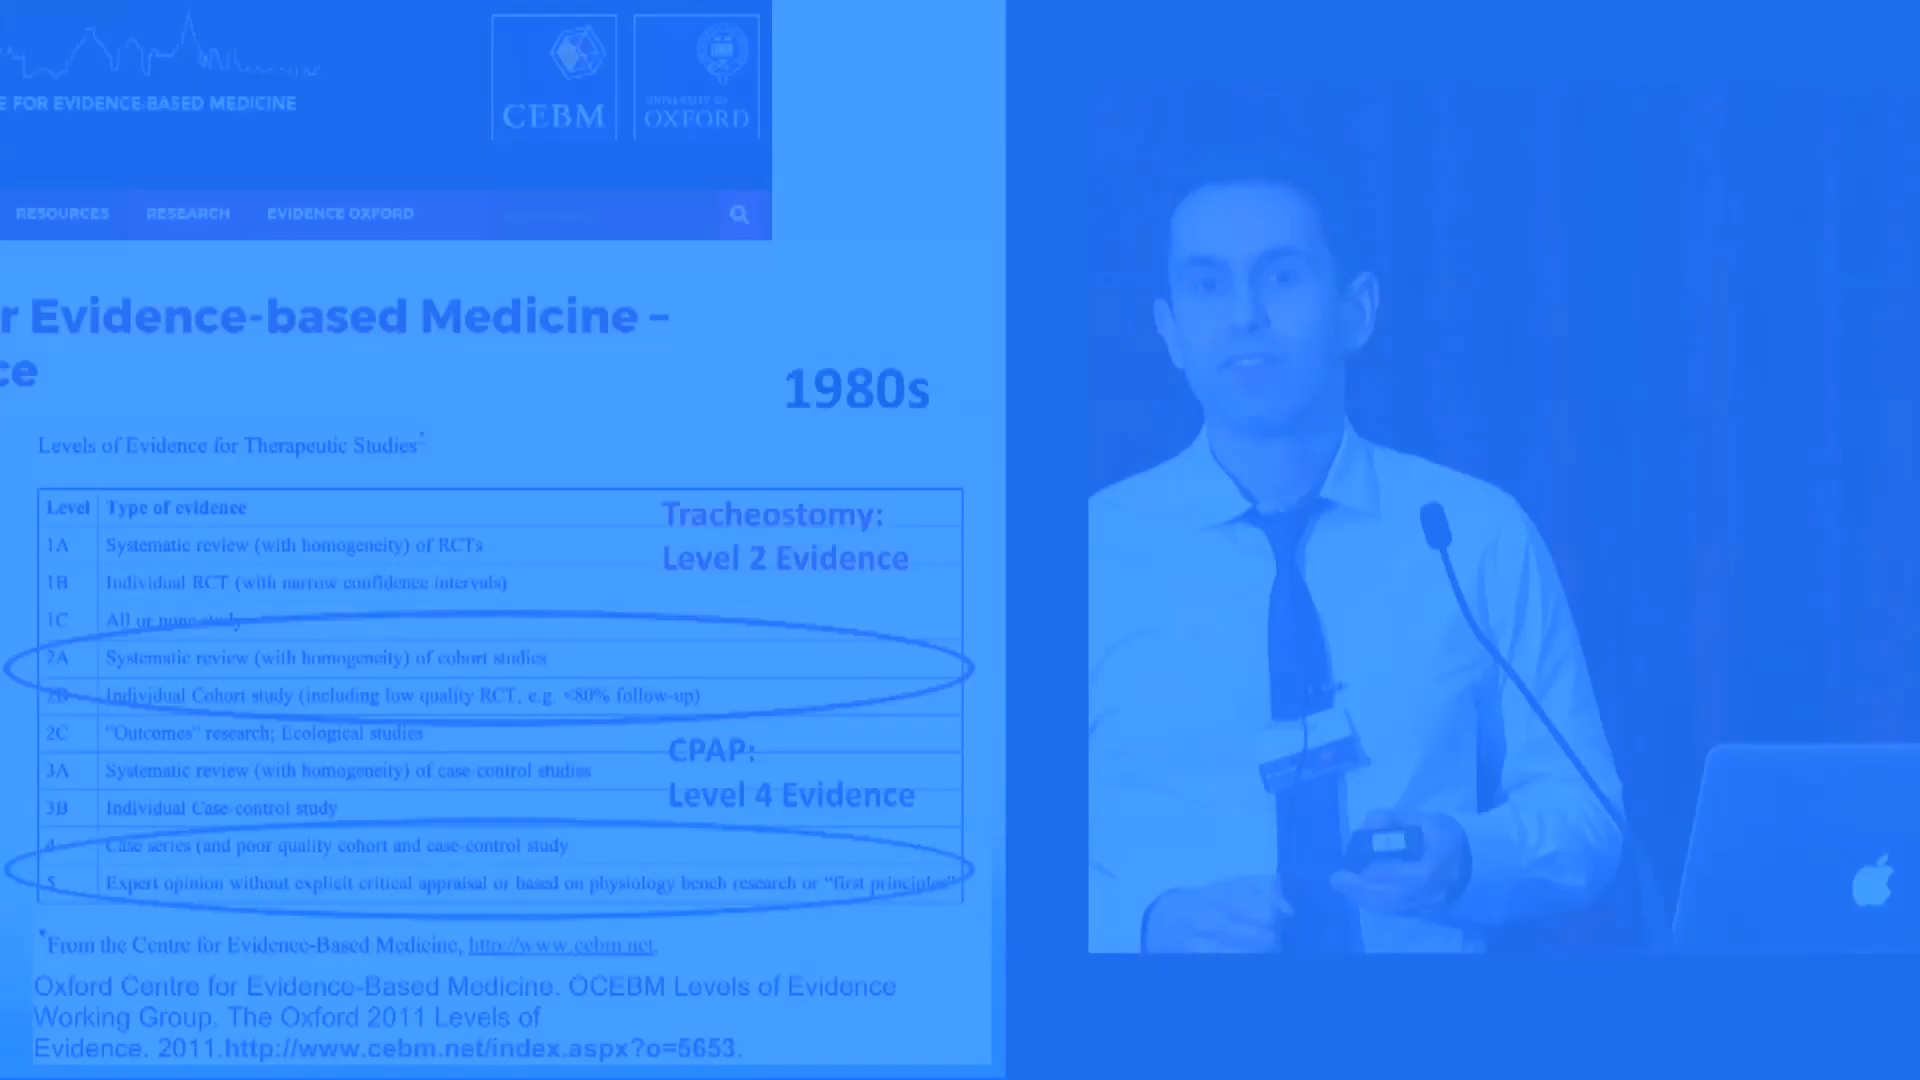 E FOR EVIDENCE-BASED MEDICINE
CEBM
UNIVERSITY OF
OXFORD
RESOURCES RESEARCH EVIDENCE OXFORD
r Evidence-based Medicine –
ce
1980s
Levels of Evidence for Therapeutic Studies*
Level Type of evidence
Tracheostomy:
Level 2 Evidence
1A Systematic review (with homogeneity) of RCTs
1B Individual RCT (with narrow confidence intervals)
1C All or none study
2A Systematic review (with homogeneity) of cohort studies
2B Individual Cohort study (including low quality RCT, e.g. <80% follow-up)
2C "Outcomes" research; Ecological studies
CPAP:
Level 4 Evidence
3A Systematic review (with homogeneity) of case-control studies
3B Individual Case-control study
4 Case series (and poor quality cohort and case-control study
5 Expert opinion without explicit critical appraisal or based on physiology bench research or "first principles"
*From the Centre for Evidence-Based Medicine, http://www.cebm.net.
Oxford Centre for Evidence-Based Medicine. OCEBM Levels of Evidence
Working Group. The Oxford 2011 Levels of
Evidence. 2011.http://www.cebm.net/index.aspx?o=5653.